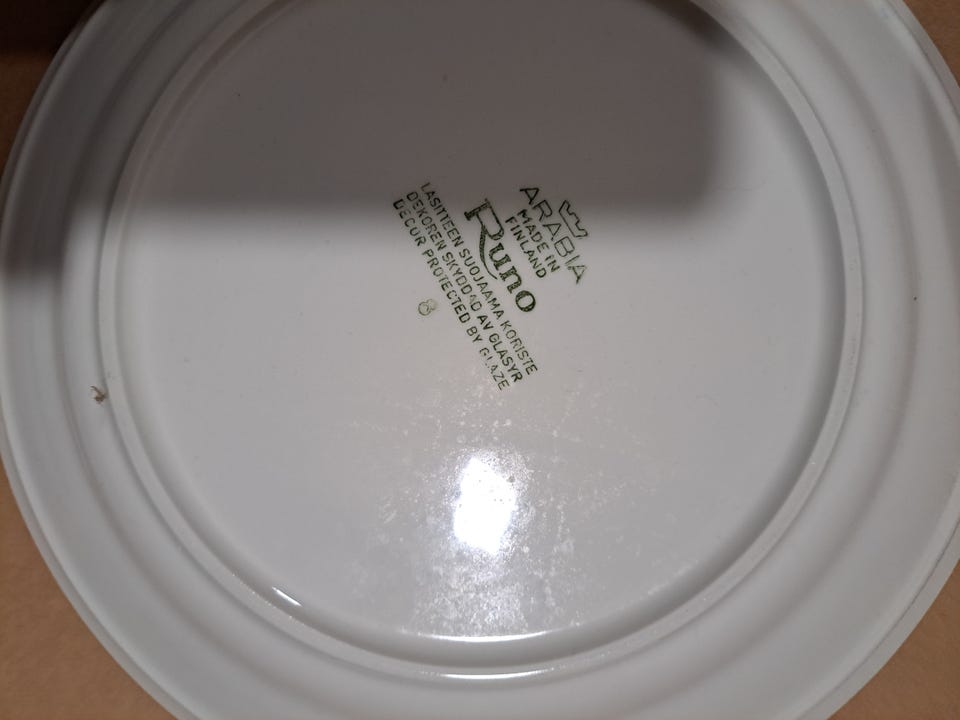 ARABIA
MADE IN
FINLAND
Runo
LASITTEEN SUOJAAMA KORISTE
DEKOREN SKYDDAD AV GLASYR
DECOR PROTECTED BY GLAZE
8